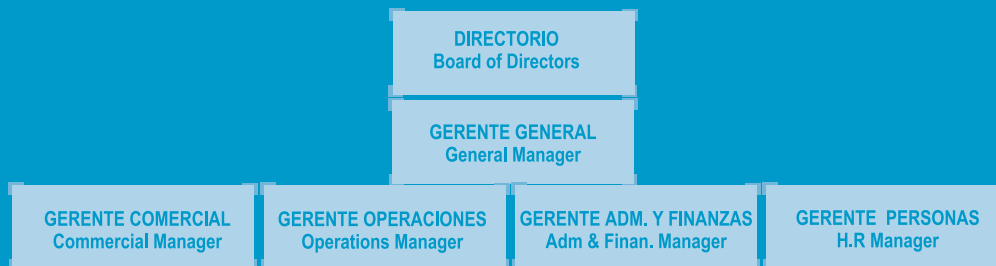 DIRECTORIO
Board of Directors
GERENTE GENERAL
General Manager
GERENTE COMERCIAL
Commercial Manager
GERENTE OPERACIONES
Operations Manager
GERENTE ADM. Y FINANZAS
Adm & Finan. Manager
GERENTE PERSONAS
H.R Manager